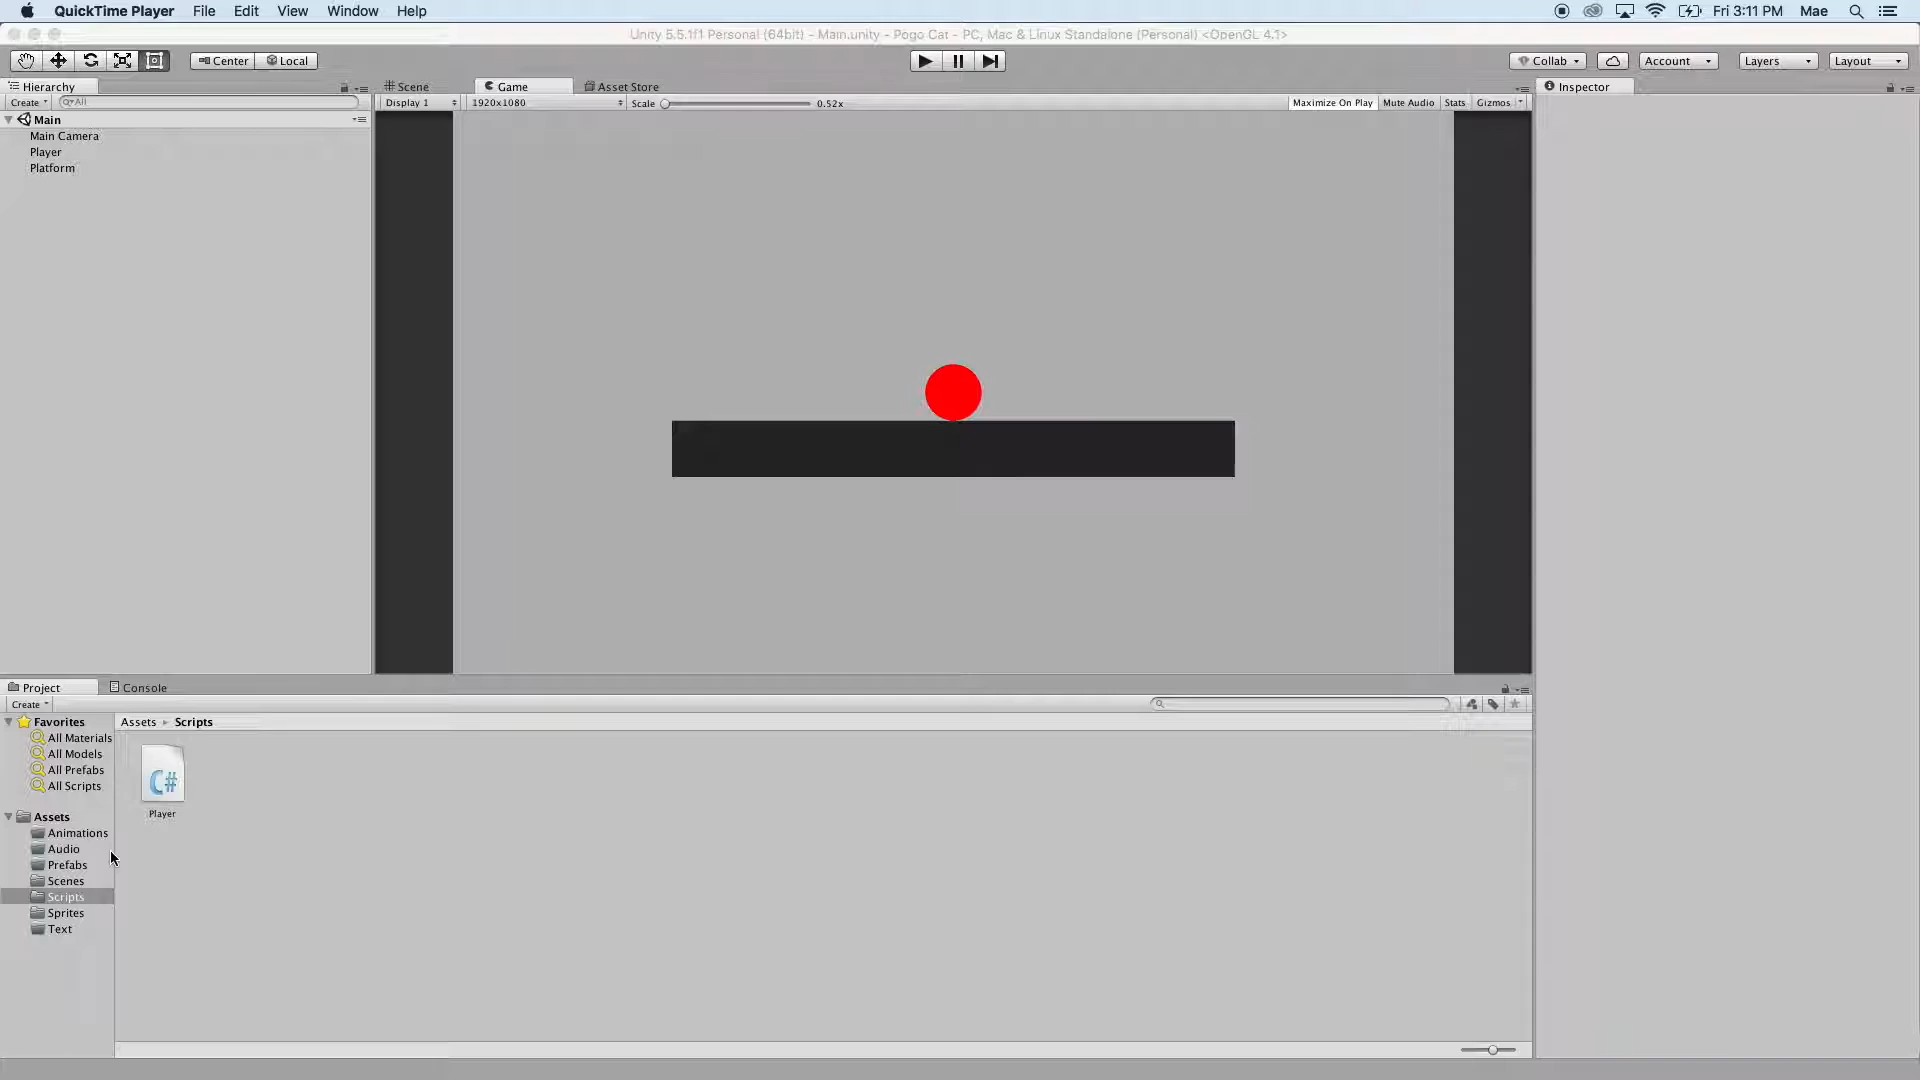 QuickTime Player File Edit View Window Help Fri 3:11 PM Mae
Unity 5.5.1f1 Personal (64bit) - Main.unity - Pogo Cat - PC, Mac & Linux Standalone (Personal) <OpenGL 4.1>
Center Local Collab Account Layers Layout
Hierarchy Scene Game Asset Store Inspector
Create All Display 1 1920x1080 Scale 0.52x Maximize On Play Mute Audio Stats Gizmos
Main
Main Camera
Player
Platform
Project Console
Create
Favorites Assets Scripts
All Materials
All Models
All Prefabs
All Scripts
C#
Player
Assets
Animations
Audio
Prefabs
Scenes
Scripts
Sprites
Text